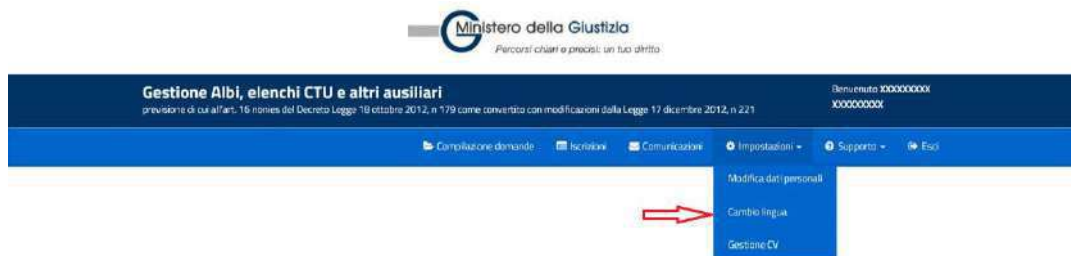 Ministero della Giustizia
Percorsi chiari e precisi: un tuo diritto
Gestione Albi, elenchi CTU e altri ausiliari
previsione di cui all'art. 16 nonies del Decreto Legge 18 ottobre 2012, n 179 come convertito con modificazioni dalla Legge 17 dicembre 2012, n 221
Benvenuto XXXXXXXXX
XXXXXXXXX
Compilazione domande Iscrizioni Comunicazioni Impostazioni Supporto Esci
Modifica dati personali
Cambio lingua
Gestione CV